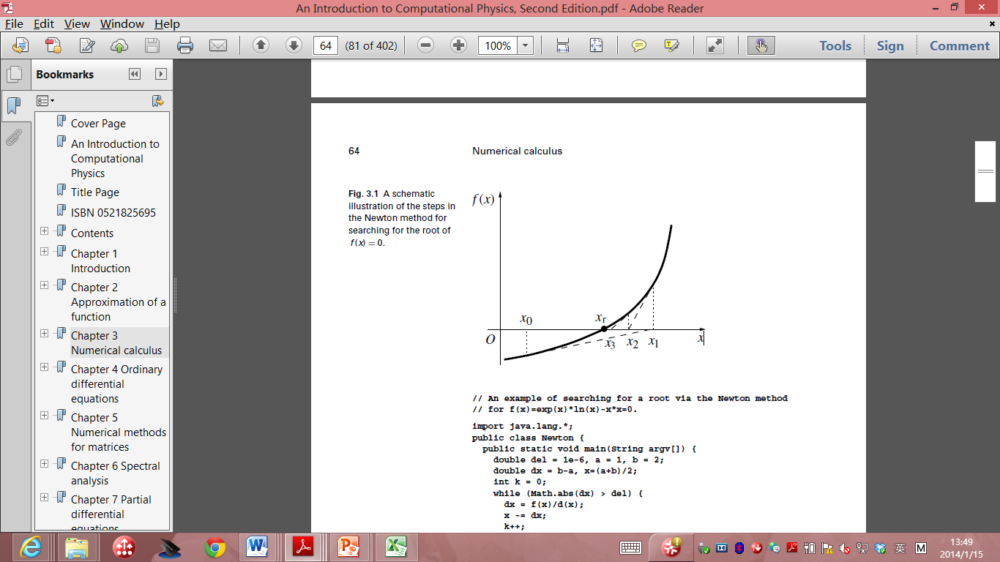 An Introduction to Computational Physics, Second Edition.pdf - Adobe Reader
File Edit View Window Help
64 (81 of 402) 100% Tools Sign Comment
Bookmarks
Cover Page
An Introduction to
Computational
Physics
Title Page
ISBN 0521825695
Contents
Chapter 1
Introduction
Chapter 2
Approximation of a
function
Chapter 3
Numerical calculus
Chapter 4 Ordinary
differential
equations
Chapter 5
Numerical methods
for matrices
Chapter 6 Spectral
analysis
Chapter 7 Partial
differential
equations
64 Numerical calculus
Fig. 3.1 A schematic
illustration of the steps in
the Newton method for
searching for the root of
f(x) = 0.
f(x)
x0 xr
O x3 x2 x1 x
// An example of searching for a root via the Newton method
// for f(x)=exp(x)*ln(x)-x*x=0.
import java.lang.*;
public class Newton {
public static void main(String argv[]) {
double del = 1e-6, a = 1, b = 2;
double dx = b-a, x=(a+b)/2;
int k = 0;
while (Math.abs(dx) > del) {
dx = f(x)/d(x);
x -= dx;
k++;
英 M
13:49
2014/1/15